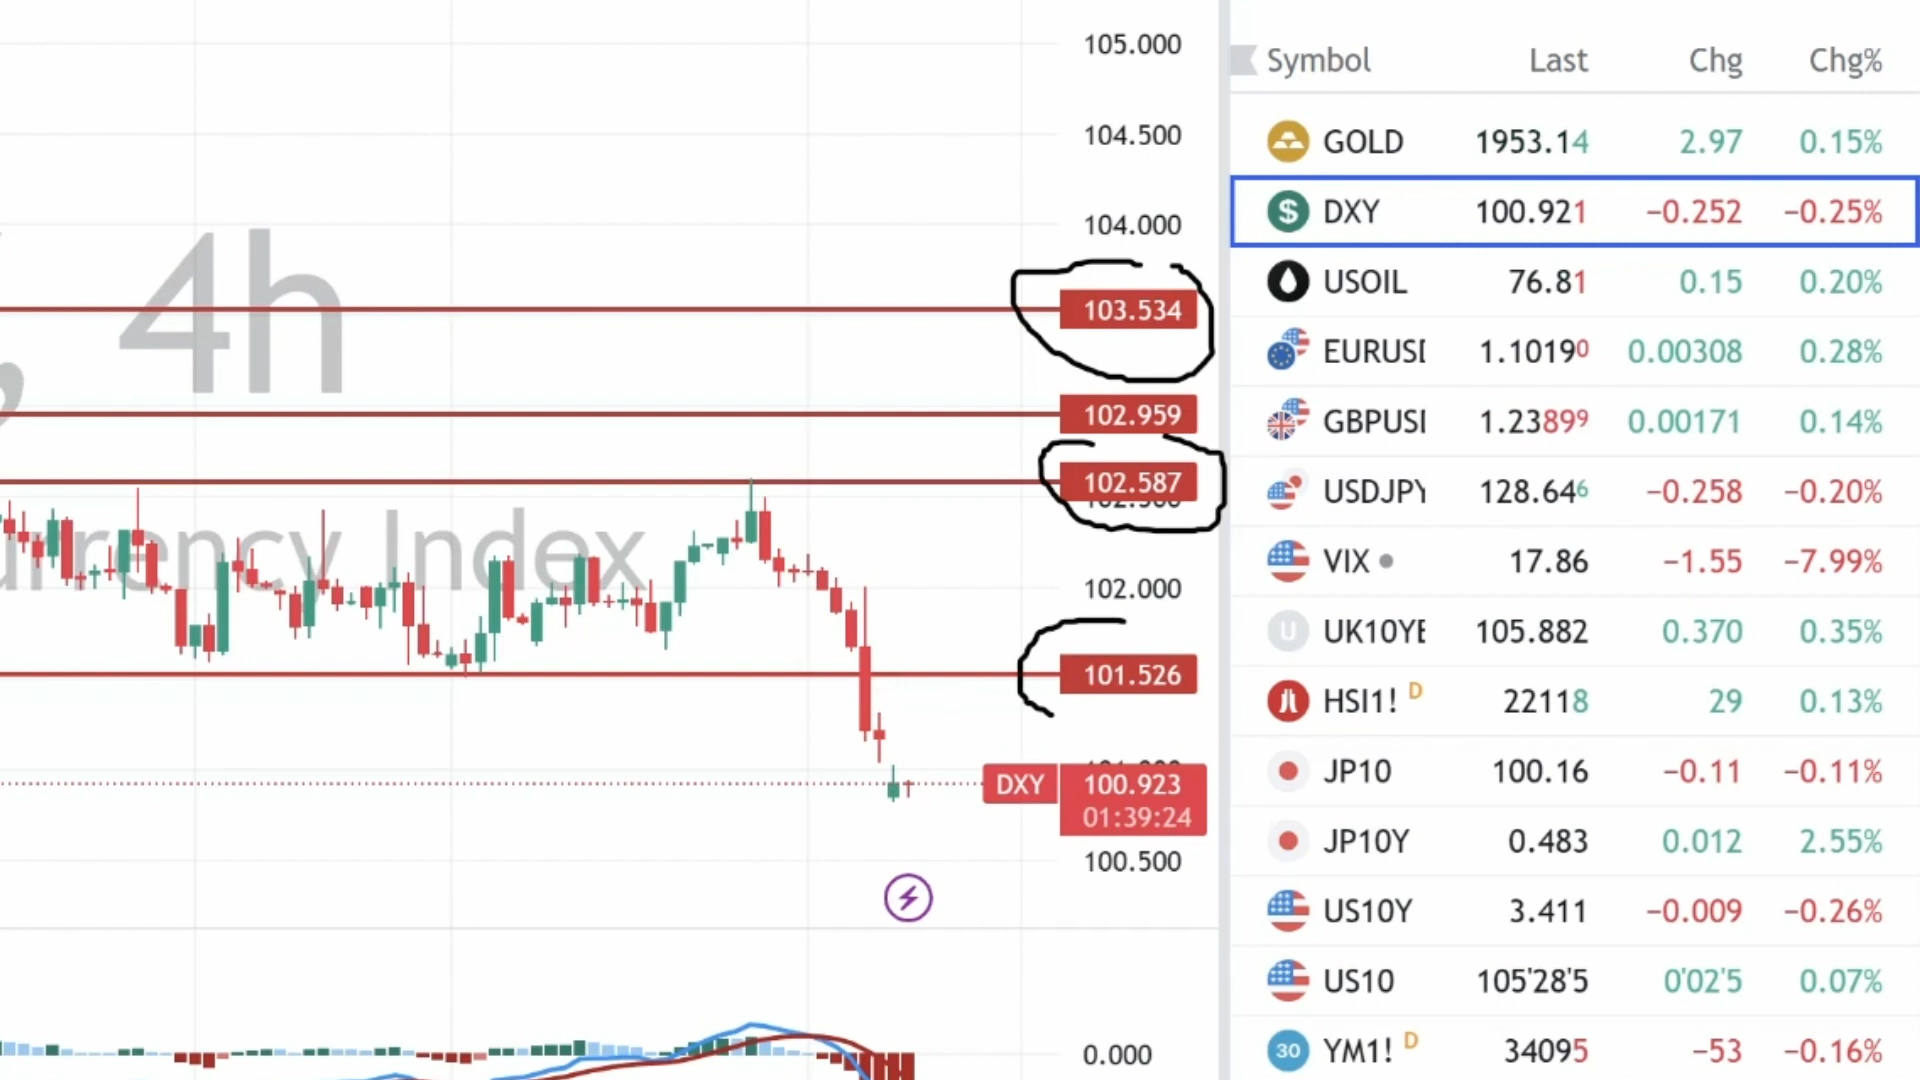 105.000
104.500
104.000
, 4h
103.534
102.959
102.587
urrency Index
102.000
101.526
DXY 100.923
01:39:24
100.500
0.000
Symbol Last Chg Chg%
GOLD 1953.14 2.97 0.15%
DXY 100.921 −0.252 −0.25%
USOIL 76.81 0.15 0.20%
EURUSI 1.10190 0.00308 0.28%
GBPUSI 1.23899 0.00171 0.14%
USDJPY 128.646 −0.258 −0.20%
VIX 17.86 −1.55 −7.99%
U UK10YE 105.882 0.370 0.35%
HSI1! D 22118 29 0.13%
JP10 100.16 −0.11 −0.11%
JP10Y 0.483 0.012 2.55%
US10Y 3.411 −0.009 −0.26%
US10 105'28'5 0'02'5 0.07%
30 YM1! D 34095 −53 −0.16%